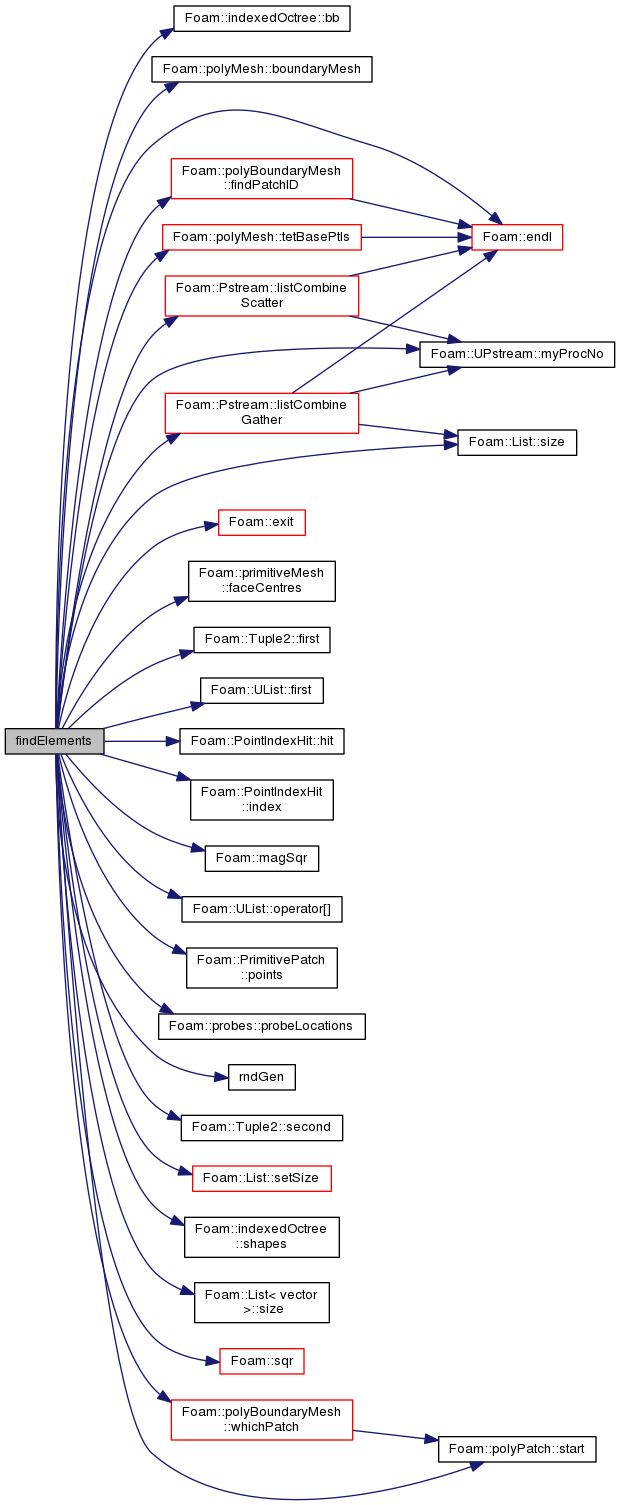 Foam::indexedOctree::bb
Foam::polyMesh::boundaryMesh
Foam::polyBoundaryMesh
::findPatchID
Foam::endl
Foam::polyMesh::tetBasePtIs
Foam::Pstream::listCombine
Scatter
Foam::UPstream::myProcNo
Foam::Pstream::listCombine
Gather
Foam::List::size
Foam::exit
Foam::primitiveMesh
::faceCentres
Foam::Tuple2::first
Foam::UList::first
findElements
Foam::PointIndexHit::hit
Foam::PointIndexHit
::index
Foam::magSqr
Foam::UList::operator[]
Foam::PrimitivePatch
::points
Foam::probes::probeLocations
rndGen
Foam::Tuple2::second
Foam::List::setSize
Foam::indexedOctree
::shapes
Foam::List< vector
>::size
Foam::sqr
Foam::polyBoundaryMesh
::whichPatch
Foam::polyPatch::start